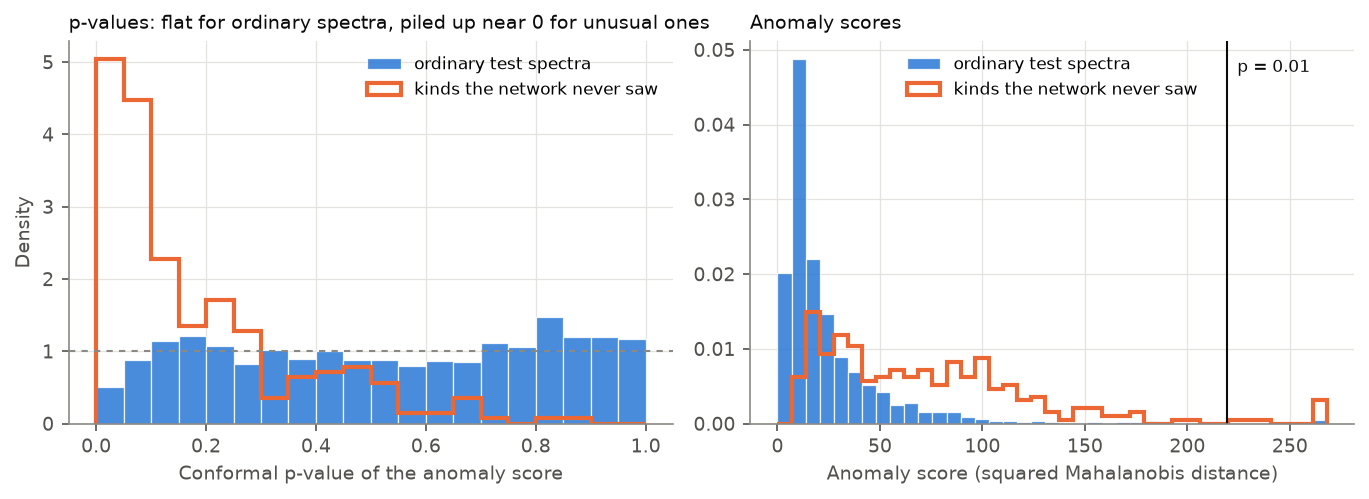 p-values: flat for ordinary spectra, piled up near 0 for unusual ones
ordinary test spectra
kinds the network never saw
Density
5
4
3
2
1
0
0.0 0.2 0.4 0.6 0.8 1.0
Conformal p-value of the anomaly score
Anomaly scores
ordinary test spectra
kinds the network never saw
p = 0.01
0.05
0.04
0.03
0.02
0.01
0.00
0 50 100 150 200 250
Anomaly score (squared Mahalanobis distance)